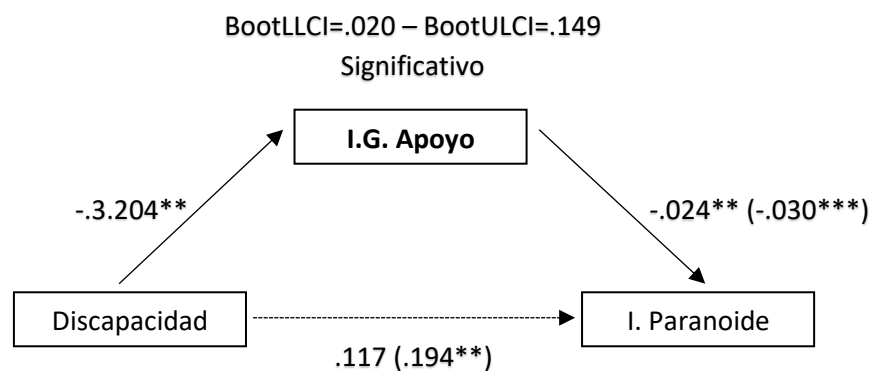 BootLLCI=.020 – BootULCI=.149
Significativo
I.G. Apoyo
-.3.204**
-.024** (-.030***)
Discapacidad
I. Paranoide
.117 (.194**)